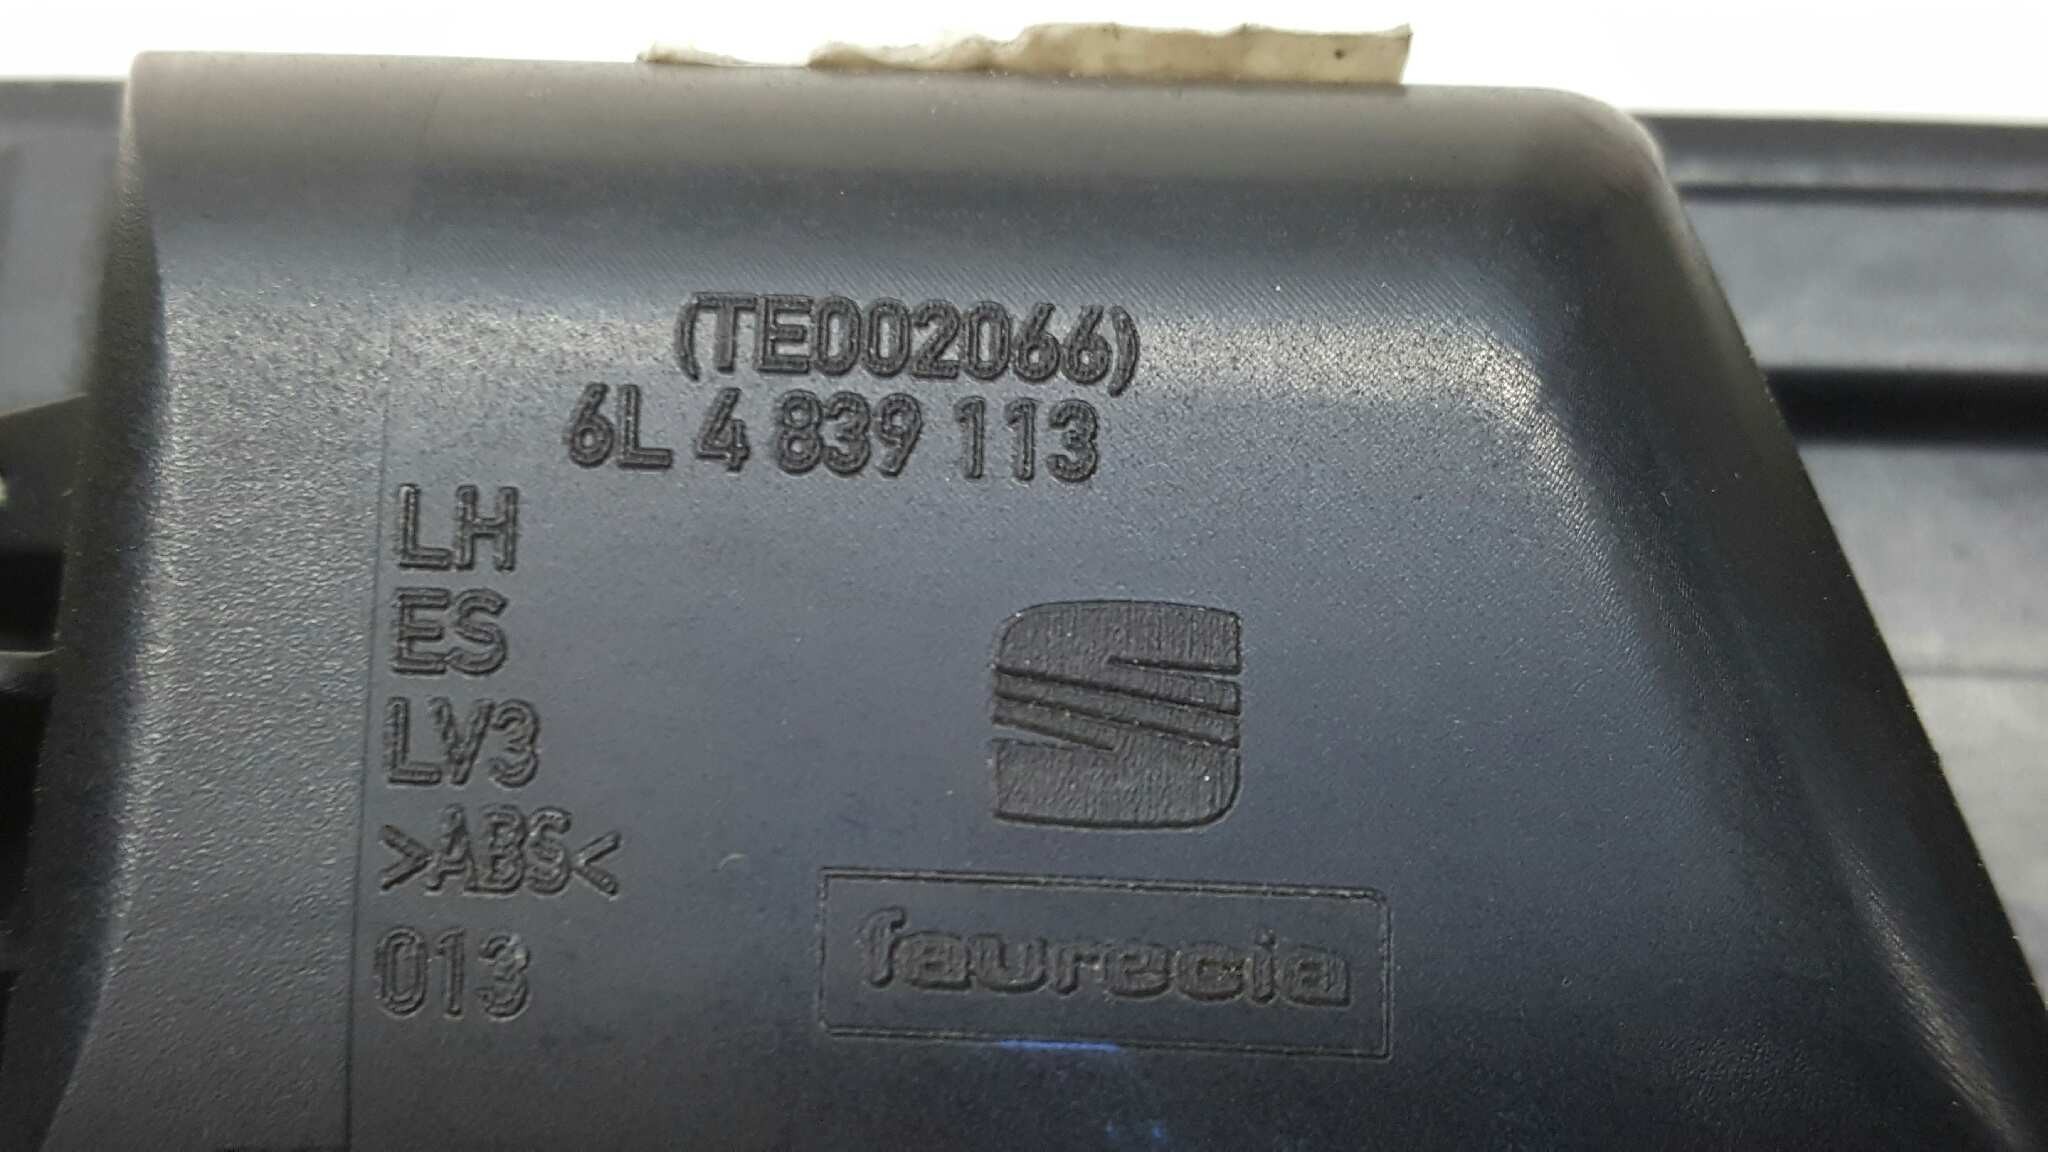 (TE002066)
6L 4 839 113
LH
ES
LV3
>ABS<
013
faurecia